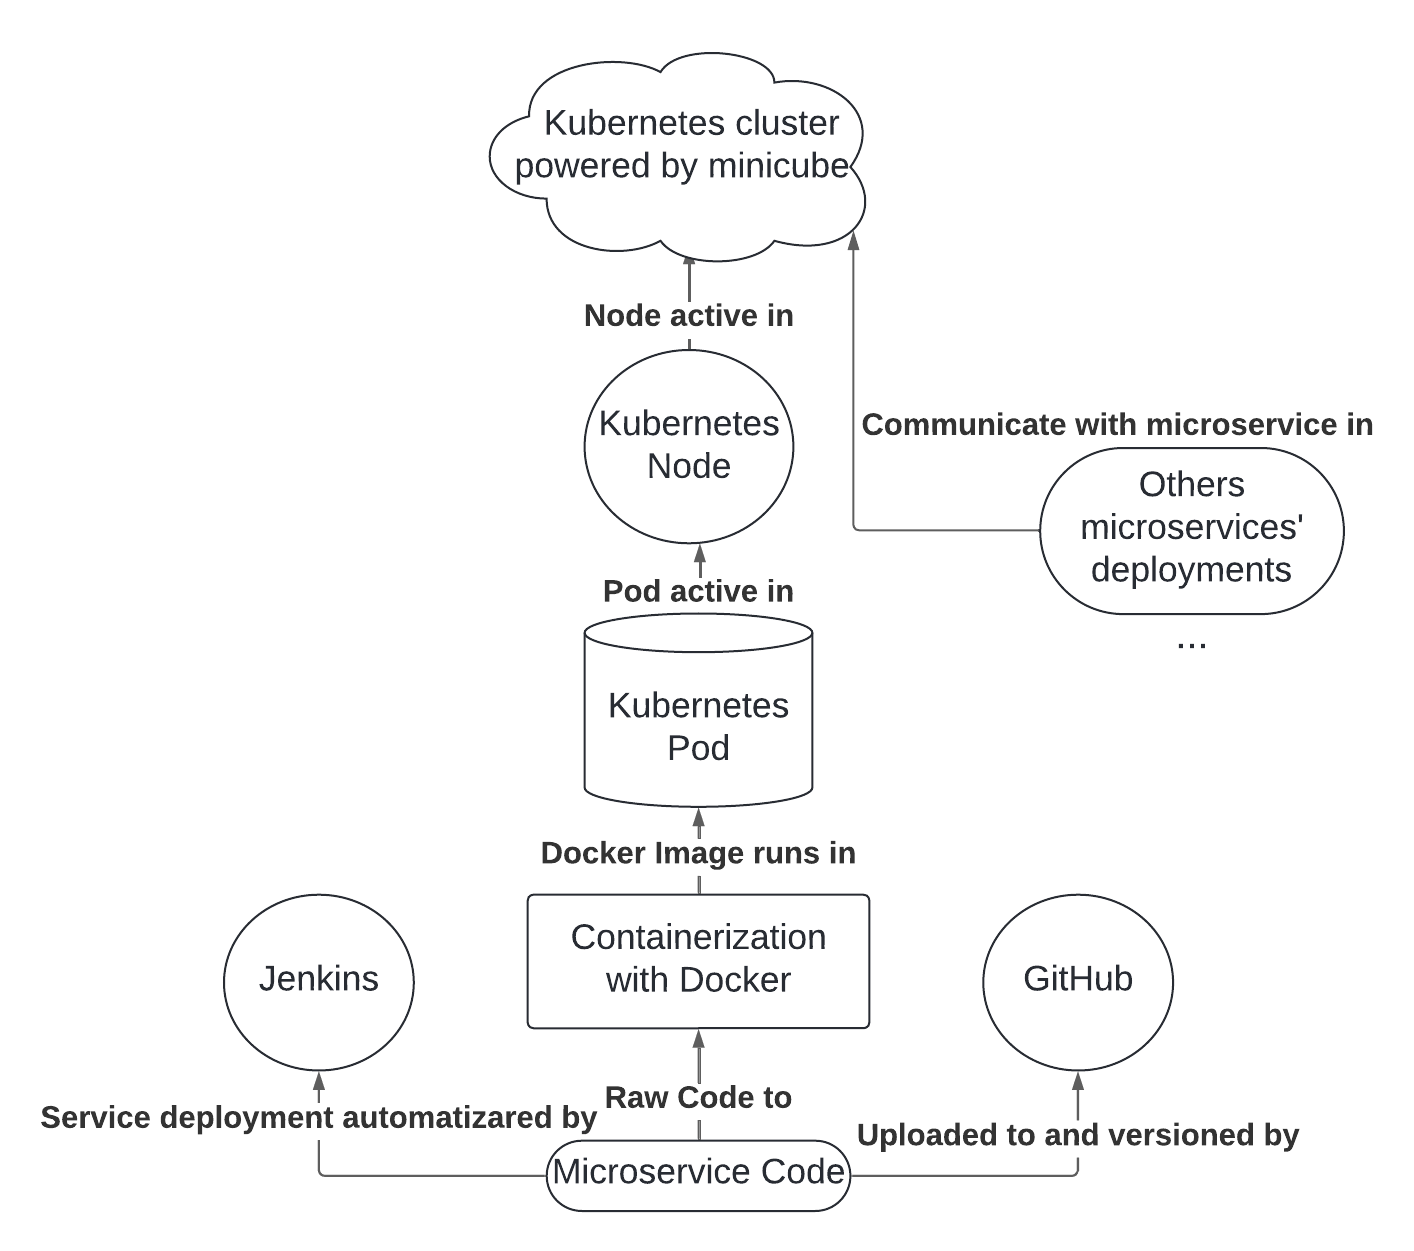 Kubernetes cluster
powered by minicube
Node active in
Kubernetes
Node
Communicate with microservice in
Others
microservices'
deployments
...
Pod active in
Kubernetes
Pod
Docker Image runs in
Jenkins
Containerization
with Docker
GitHub
Service deployment automatizared by
Raw Code to
Uploaded to and versioned by
Microservice Code